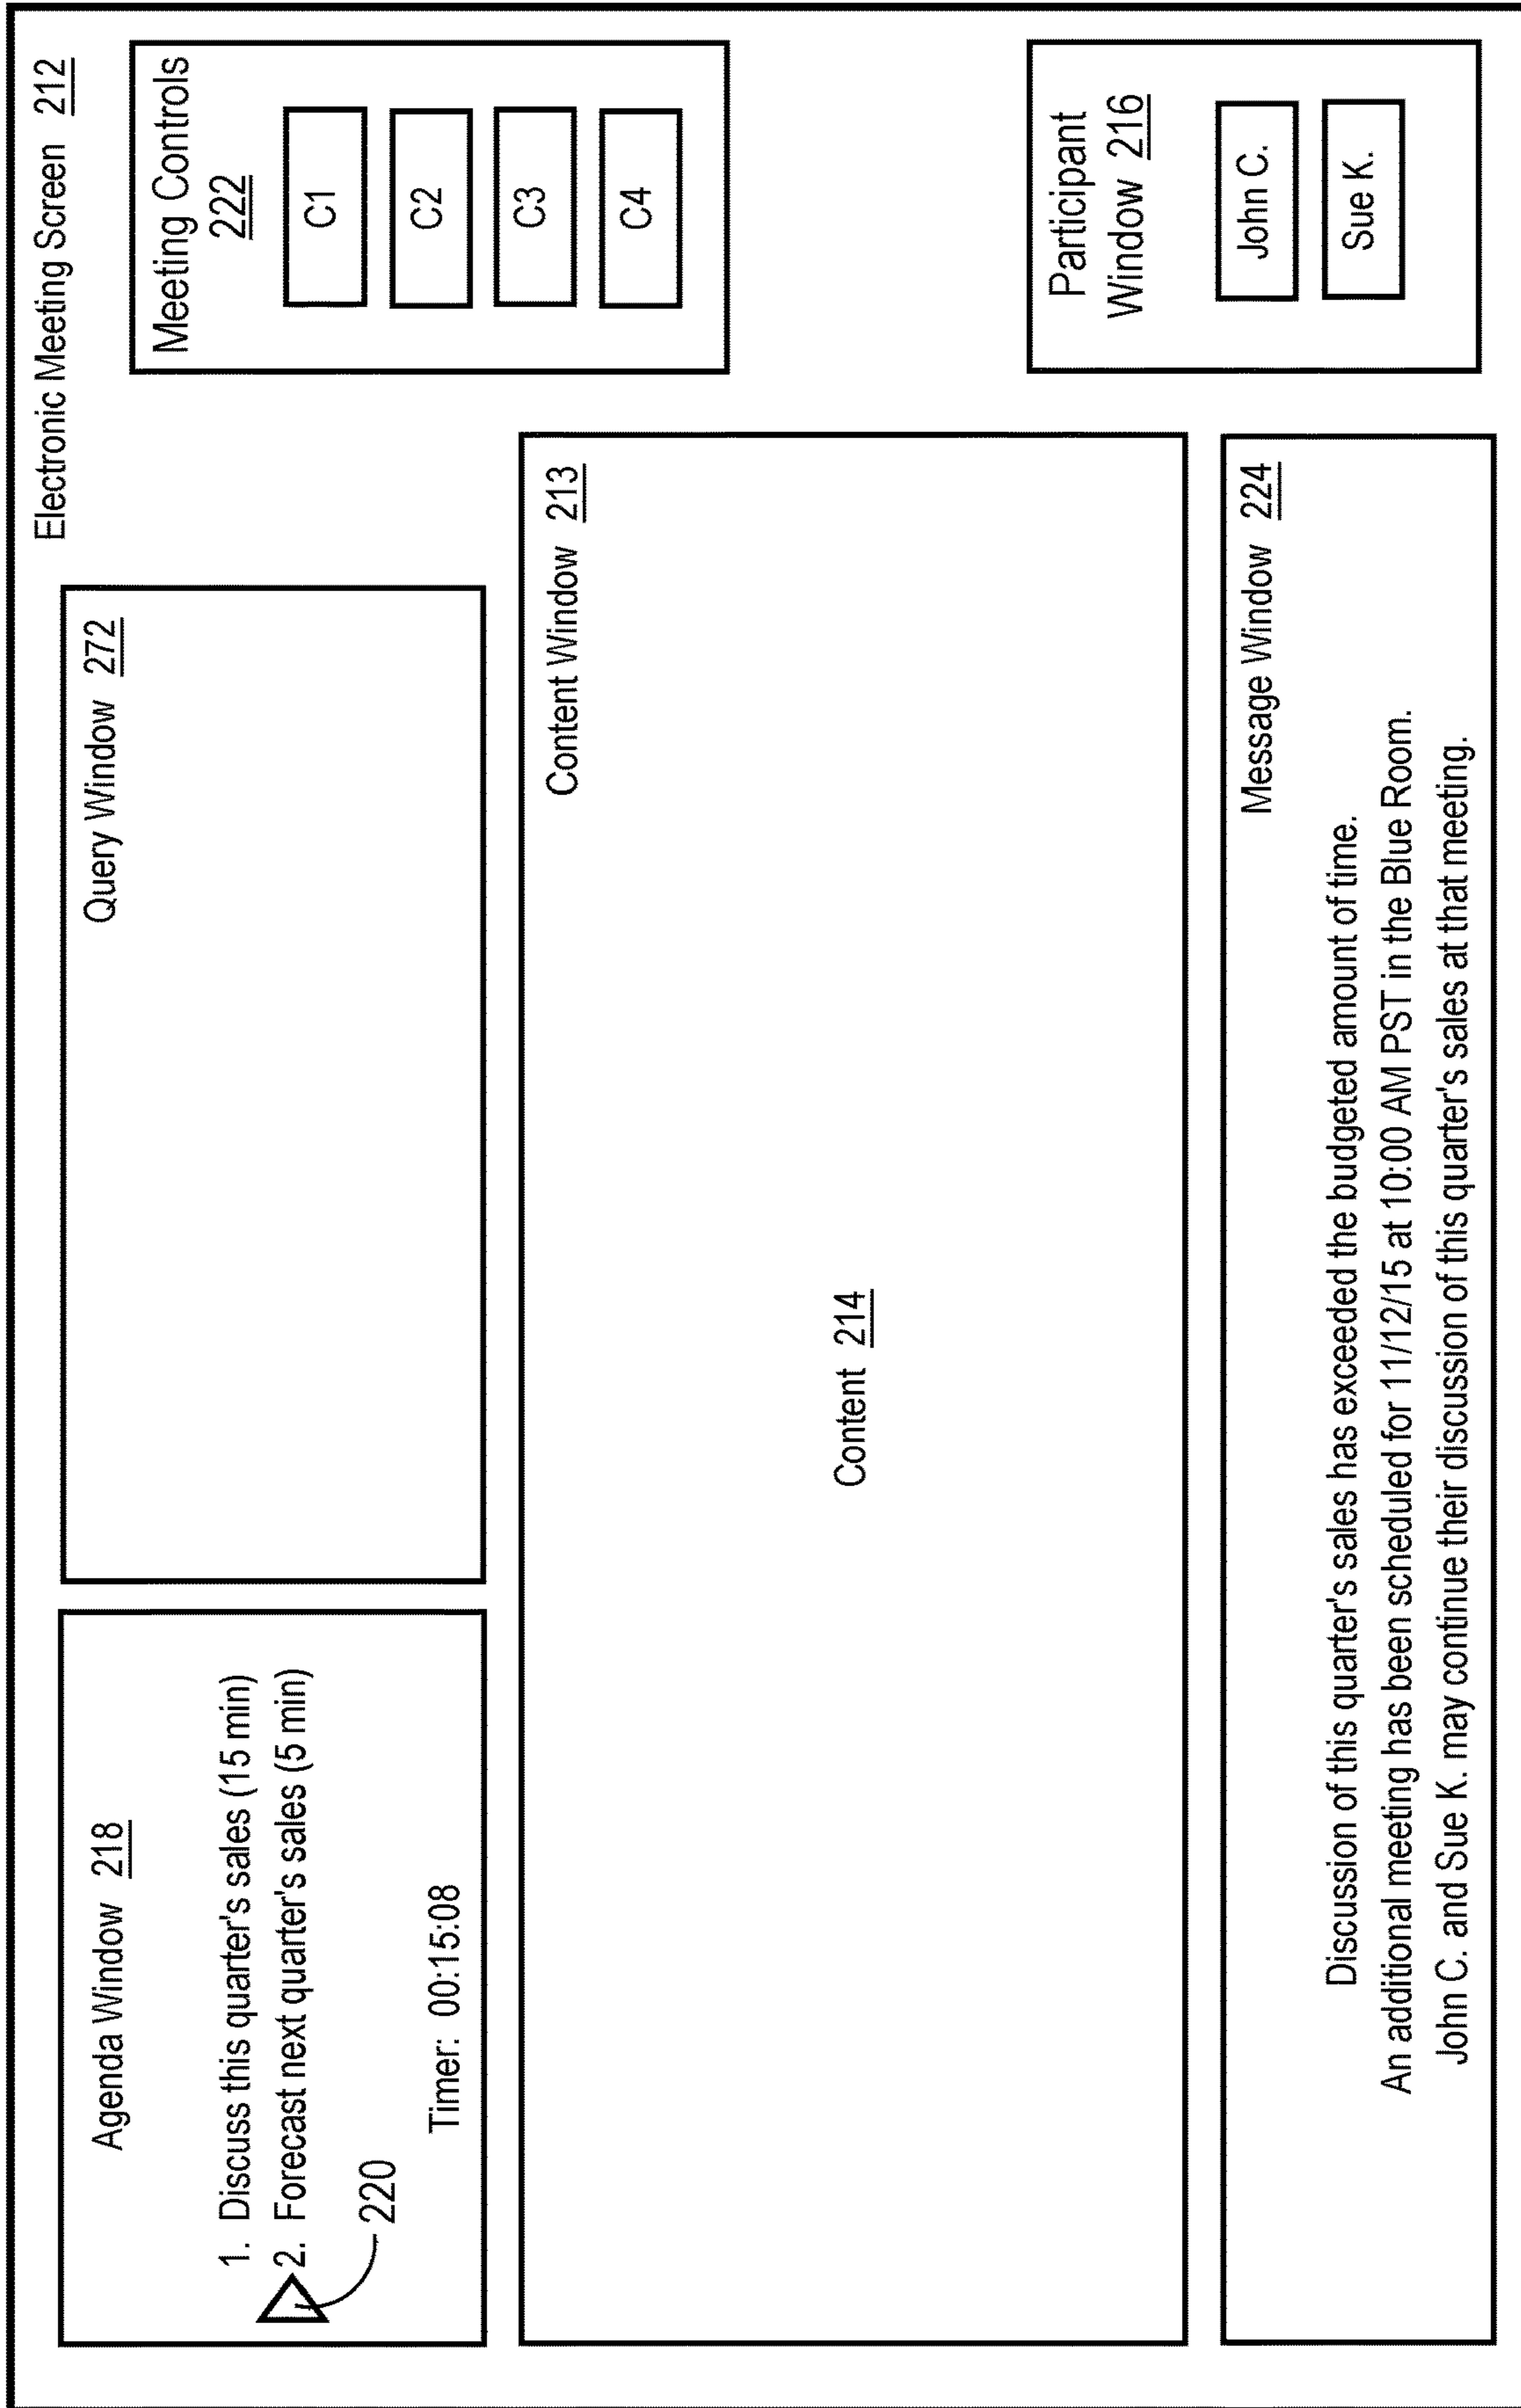 Electronic Meeting Screen 212
Agenda Window 218
1. Discuss this quarter's sales (15 min)
2. Forecast next quarter's sales (5 min)
220
Timer: 00:15:08
Query Window 272
Meeting Controls
222
C1
C2
C3
C4
Content Window 213
Content 214
Participant
Window 216
John C.
Sue K.
Message Window 224
Discussion of this quarter's sales has exceeded the budgeted amount of time.
An additional meeting has been scheduled for 11/12/15 at 10:00 AM PST in the Blue Room.
John C. and Sue K. may continue their discussion of this quarter's sales at that meeting.